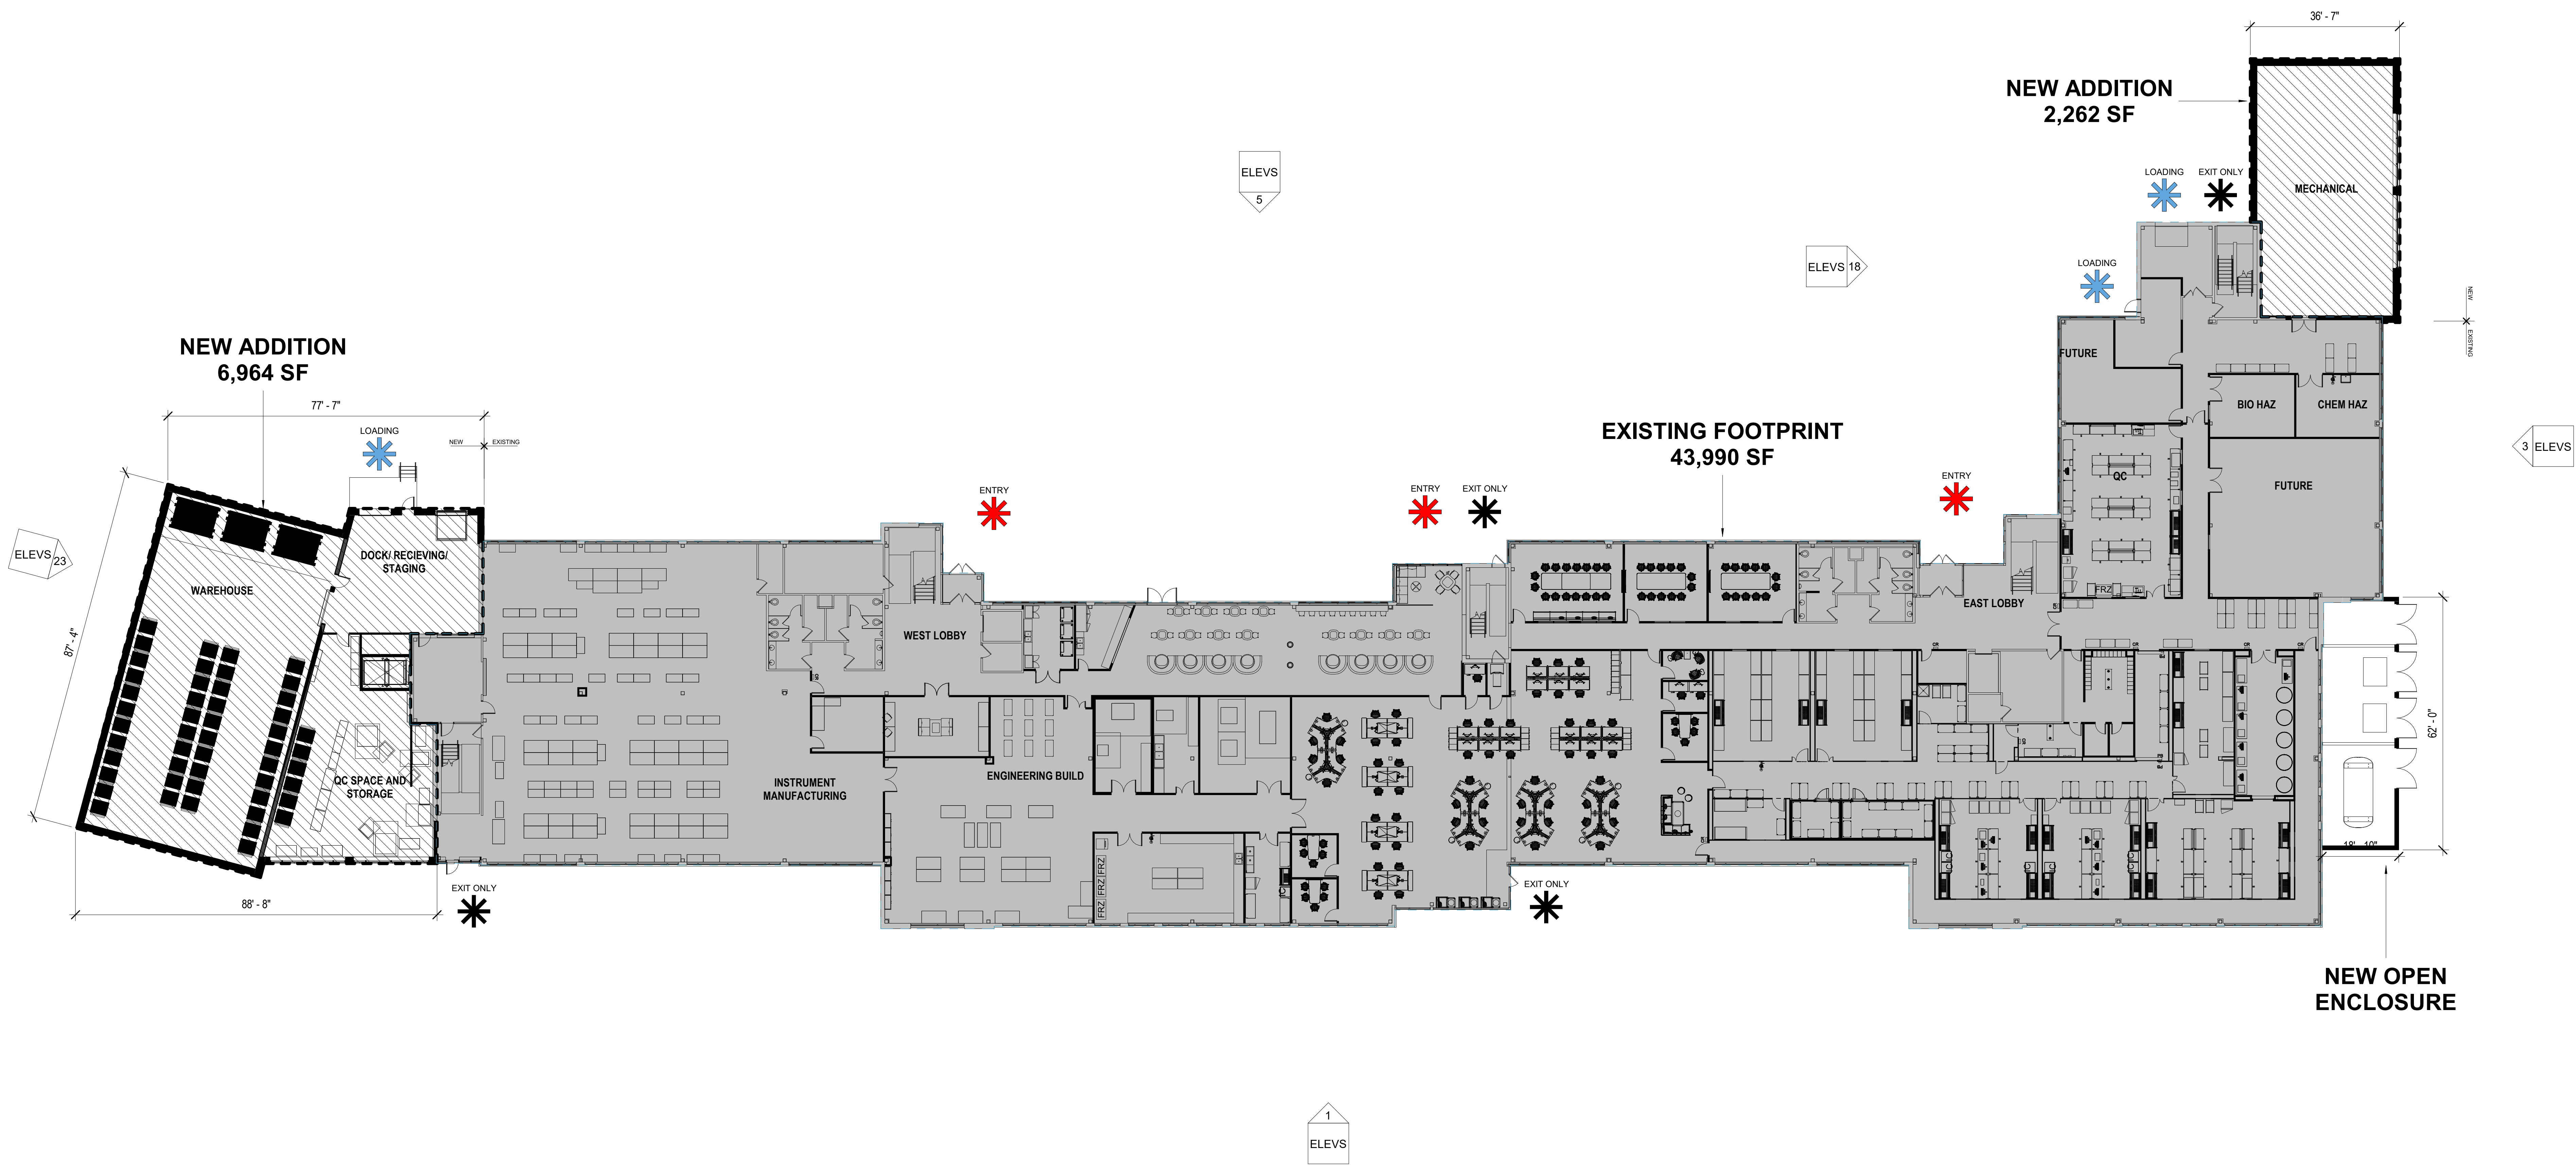 36' - 7"
NEW ADDITION
2,262 SF
LOADING
EXIT ONLY
MECHANICAL
ELEVS
5
ELEVS
18
LOADING
NEW
EXISTING
NEW ADDITION
6,964 SF
77' - 7"
LOADING
NEW
EXISTING
FUTURE
BIO HAZ
CHEM HAZ
EXISTING FOOTPRINT
43,990 SF
3
ELEVS
QC
FUTURE
ENTRY
ENTRY
EXIT ONLY
ENTRY
ELEVS
23
87' - 4"
DOCK/ RECIEVING/
STAGING
WAREHOUSE
FRZ
EAST LOBBY
WEST LOBBY
62' - 0"
QC SPACE AND
STORAGE
INSTRUMENT
MANUFACTURING
ENGINEERING BUILD
FRZ
FRZ
FRZ
18' - 10"
88' - 8"
EXIT ONLY
EXIT ONLY
NEW OPEN
ENCLOSURE
1
ELEVS